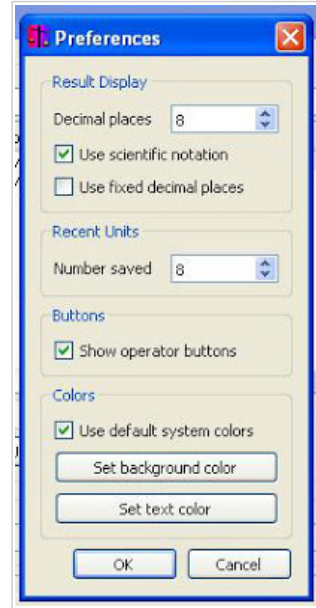 Preferences
Result Display
Decimal places 8
Use scientific notation
Use fixed decimal places
Recent Units
Number saved 8
Buttons
Show operator buttons
Colors
Use default system colors
Set background color
Set text color
OK Cancel